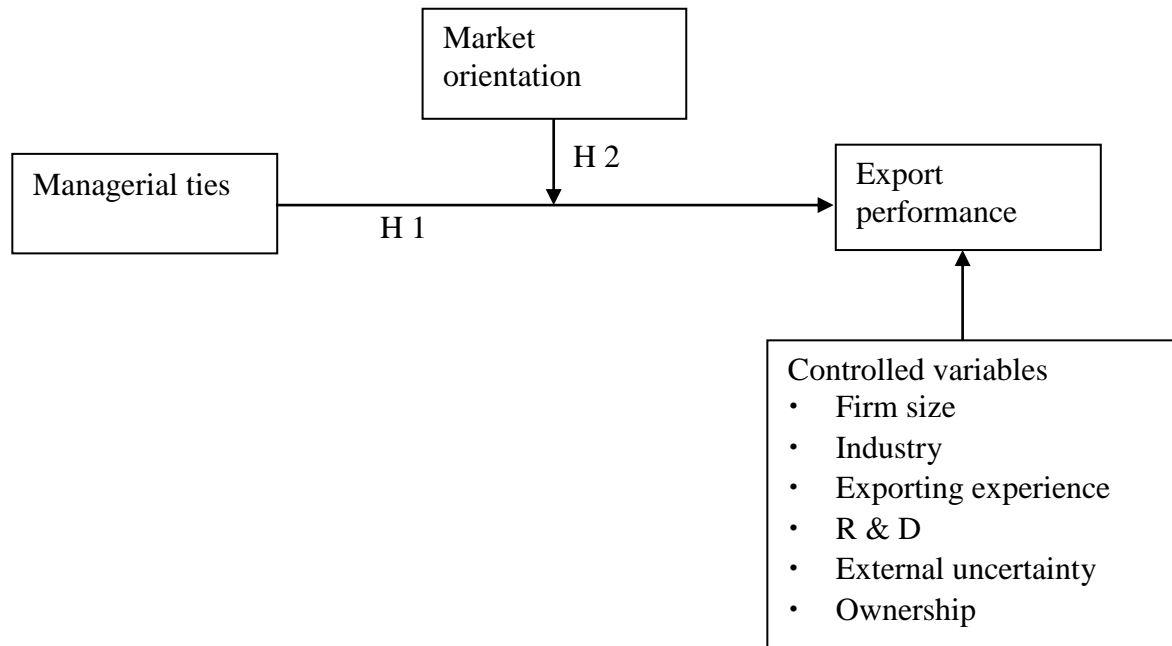 Market
orientation
H 2
Managerial ties
Export
performance
H 1
Controlled variables
・ Firm size
・ Industry
・ Exporting experience
・ R & D
・ External uncertainty
・ Ownership